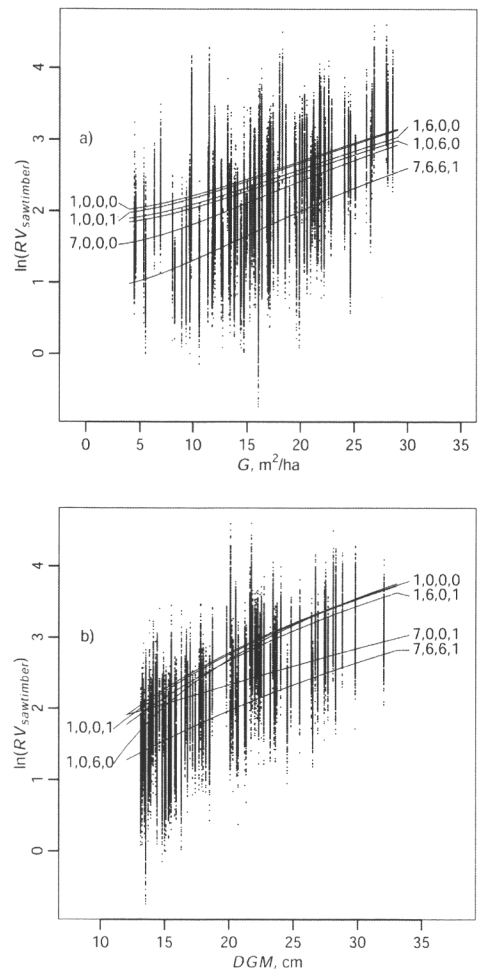 4
a)
3
1,6,0,0
1,0,6,0
7,6,6,1
1,0,0,0
2
1,0,0,1
7,0,0,0
1
0
ln(RVsawtimber)
0 5 10 15 20 25 30 35
G, m²/ha
4
1,0,0,0
1,6,0,1
b)
3
7,0,0,1
7,6,6,1
2
1,0,0,1
1,0,6,0
1
0
ln(RVsawtimber)
10 15 20 25 30 35
DGM, cm